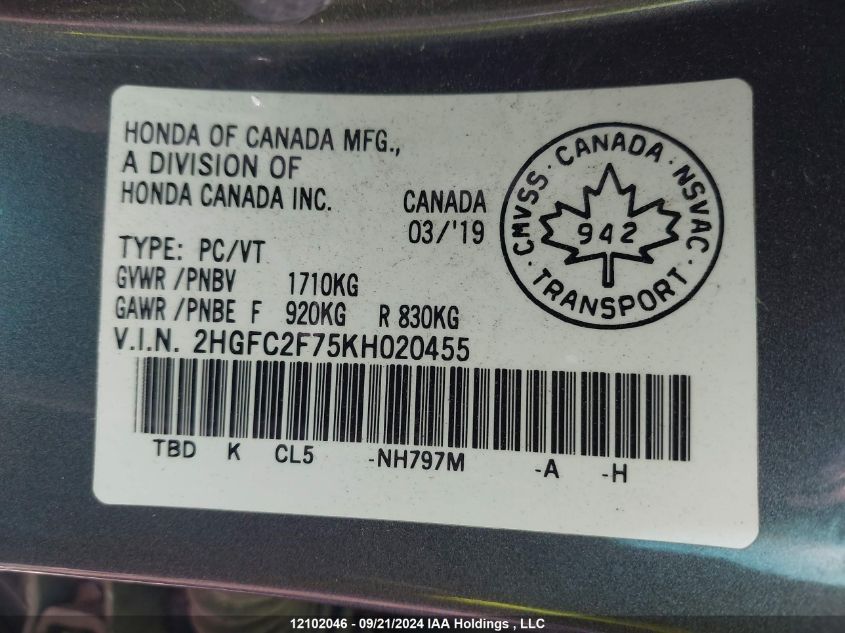 HONDA OF CANADA MFG.,
A DIVISION OF
HONDA CANADA INC.
CANADA
03/'19
TYPE: PC/VT
GVWR /PNBV 1710KG
GAWR /PNBE F 920KG R 830KG
V.I.N. 2HGFC2F75KH020455
TBD K CL5 -NH797M -A -H
CMVSS · CANADA · NSVAC ·
942
TRANSPORT
12102046 - 09/21/2024 IAA Holdings , LLC